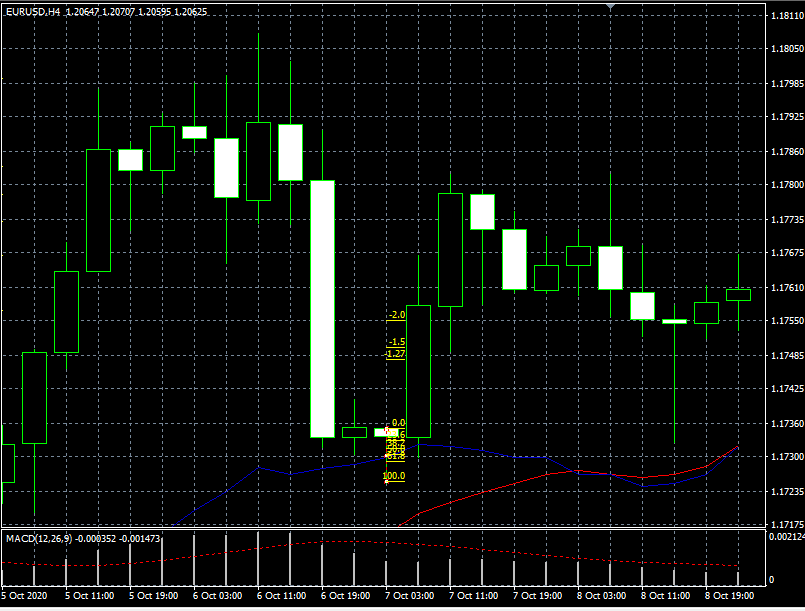 EURUSD,H4 1.20647 1.20707 1.20595 1.20625
1.18110
1.18050
1.17985
1.17925
1.17860
1.17800
1.17735
1.17675
1.17610
1.17550
1.17485
1.17425
1.17360
1.17300
1.17235
1.17175
-2.0
-1.5
-1.27
0.0
100.0
MACD(12,26,9) -0.000352 -0.001473
0.002124
0
5 Oct 2020
5 Oct 11:00
5 Oct 19:00
6 Oct 03:00
6 Oct 11:00
6 Oct 19:00
7 Oct 03:00
7 Oct 11:00
7 Oct 19:00
8 Oct 03:00
8 Oct 11:00
8 Oct 19:00